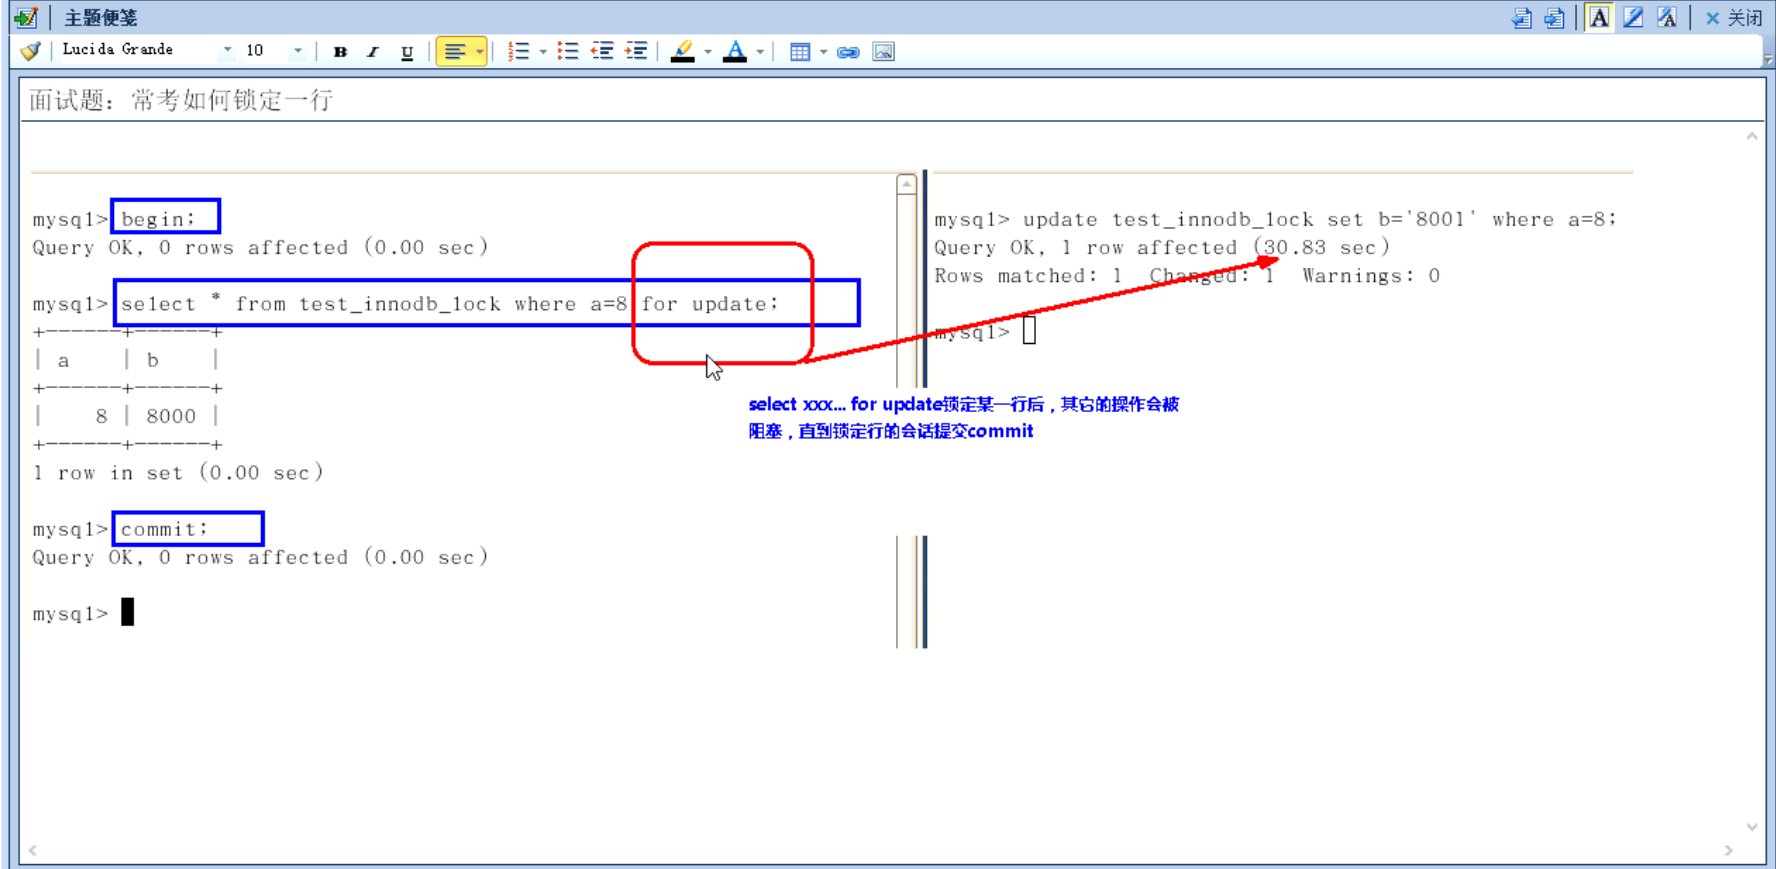 主题便笺
关闭
Lucida Grande 10 B I U
面试题：常考如何锁定一行
mysql> begin;
Query OK, 0 rows affected (0.00 sec)
mysql> select * from test_innodb_lock where a=8 for update;
+------+------+
| a    | b    |
+------+------+
|    8 | 8000 |
+------+------+
1 row in set (0.00 sec)
mysql> commit;
Query OK, 0 rows affected (0.00 sec)
mysql>
mysql> update test_innodb_lock set b='8001' where a=8;
Query OK, 1 row affected (30.83 sec)
Rows matched: 1  Changed: 1  Warnings: 0
mysql>
select xxx... for update锁定某一行后，其它的操作会被
阻塞，直到锁定行的会话提交commit